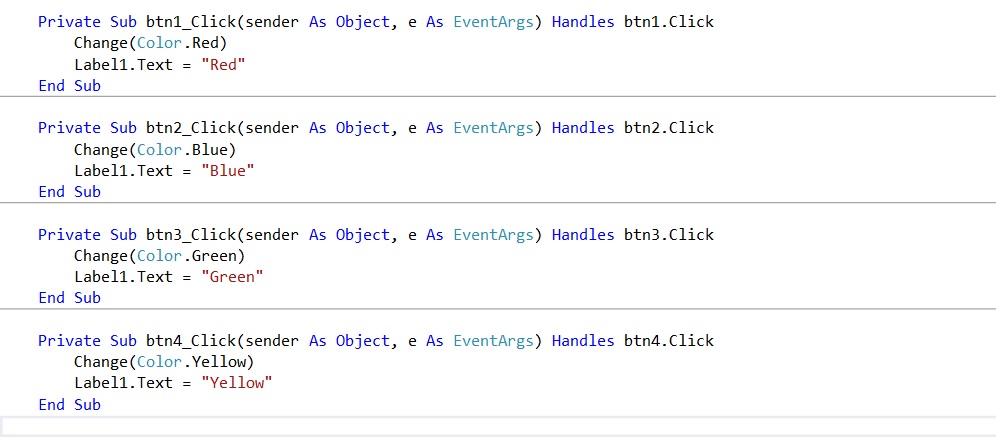 Private Sub btn1_Click(sender As Object, e As EventArgs) Handles btn1.Click
    Change(Color.Red)
    Label1.Text = "Red"
End Sub
Private Sub btn2_Click(sender As Object, e As EventArgs) Handles btn2.Click
    Change(Color.Blue)
    Label1.Text = "Blue"
End Sub
Private Sub btn3_Click(sender As Object, e As EventArgs) Handles btn3.Click
    Change(Color.Green)
    Label1.Text = "Green"
End Sub
Private Sub btn4_Click(sender As Object, e As EventArgs) Handles btn4.Click
    Change(Color.Yellow)
    Label1.Text = "Yellow"
End Sub